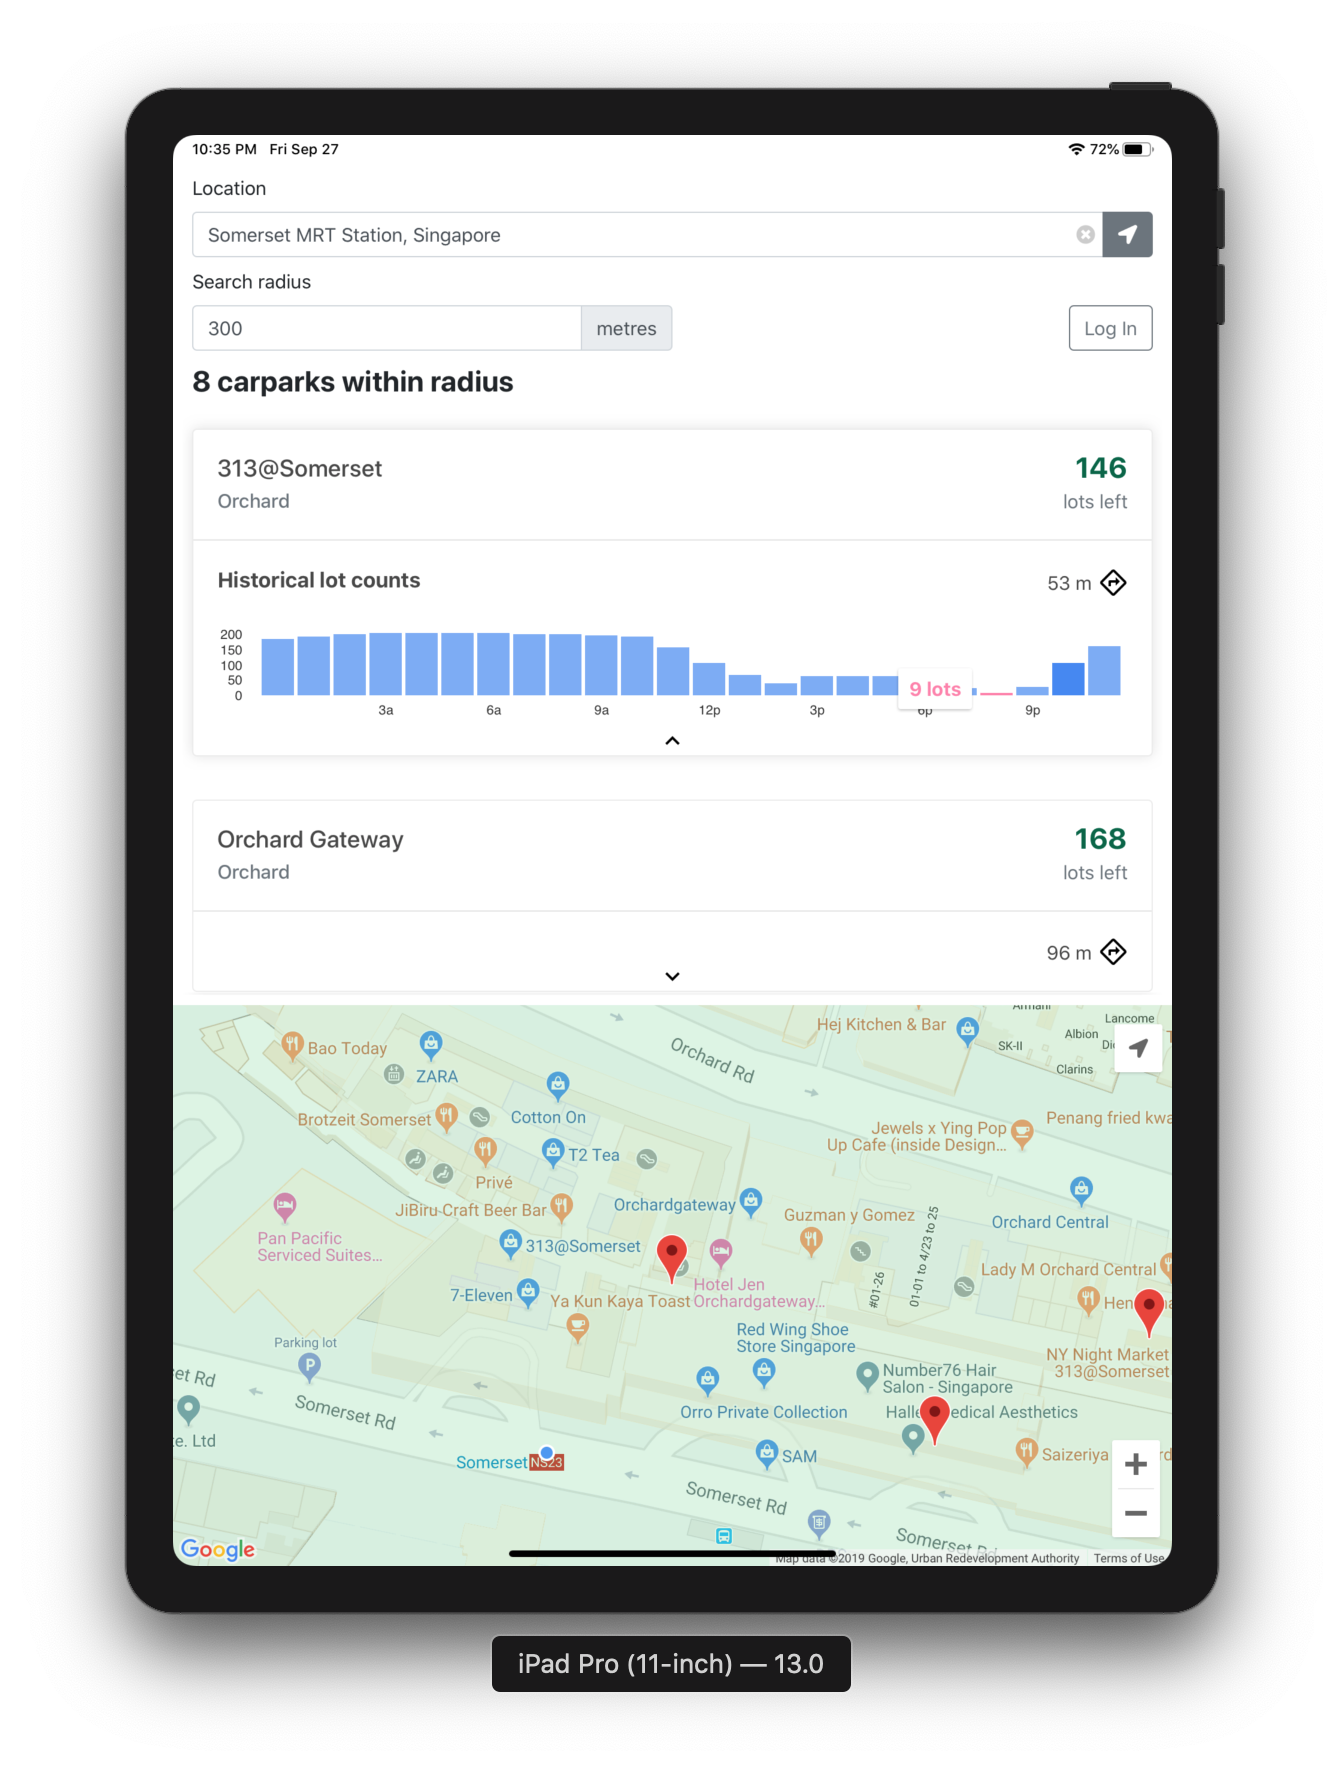 10:35 PM Fri Sep 27
72%
Location
Somerset MRT Station, Singapore
Search radius
300
metres
Log In
8 carparks within radius
313@Somerset
146
Orchard
lots left
Historical lot counts
53 m
200
150
100
50
0
9 lots
3a
6a
9a
12p
3p
6p
9p
Orchard Gateway
168
Orchard
lots left
96 m
Armani
Lancome
Hej Kitchen & Bar
Albion
SK-II
Clarins
Bao Today
ZARA
Orchard Rd
Brotzeit Somerset
Cotton On
Penang fried kwa
Jewels x Ying Pop
Up Cafe (inside Design...
T2 Tea
Privé
JiBiru Craft Beer Bar
Orchardgateway
Guzman y Gomez
01-01 to 4/23 to 25
Orchard Central
Pan Pacific
Serviced Suites...
313@Somerset
#01-26
Lady M Orchard Central
Hotel Jen
Orchardgateway...
7-Eleven
Ya Kun Kaya Toast
Red Wing Shoe
Store Singapore
Parking lot
P
NY Night Market
313@Somerset
et Rd
Number76 Hair
Salon - Singapore
Somerset Rd
Orro Private Collection
edical Aesthetics
e. Ltd
Somerset
NS23
SAM
Saizeriya
rd
Somerset Rd
Somerset Rd
Google
Map data ©2019 Google, Urban Redevelopment Authority
Terms of Use
iPad Pro (11-inch) — 13.0